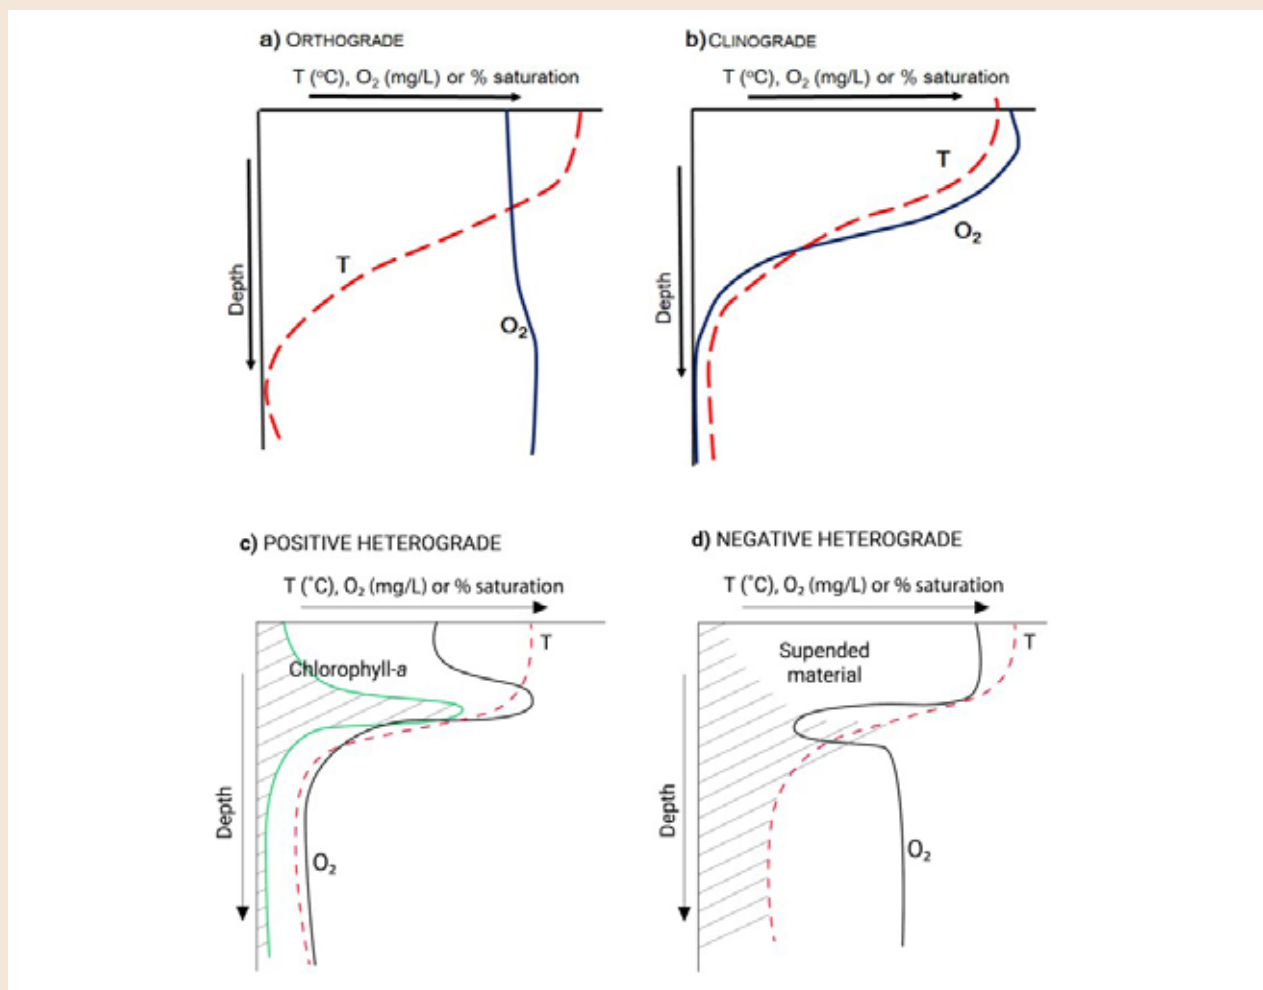 a) ORTHOGRADE
T (°C), O₂ (mg/L) or % saturation
T
O₂
Depth
b) CLINOGRADE
T (°C), O₂ (mg/L) or % saturation
T
O₂
Depth
c) POSITIVE HETEROGRADE
T (°C), O₂ (mg/L) or % saturation
T
Chlorophyll-a
Depth
O₂
d) NEGATIVE HETEROGRADE
T (°C), O₂ (mg/L) or % saturation
T
Supended
material
Depth
O₂